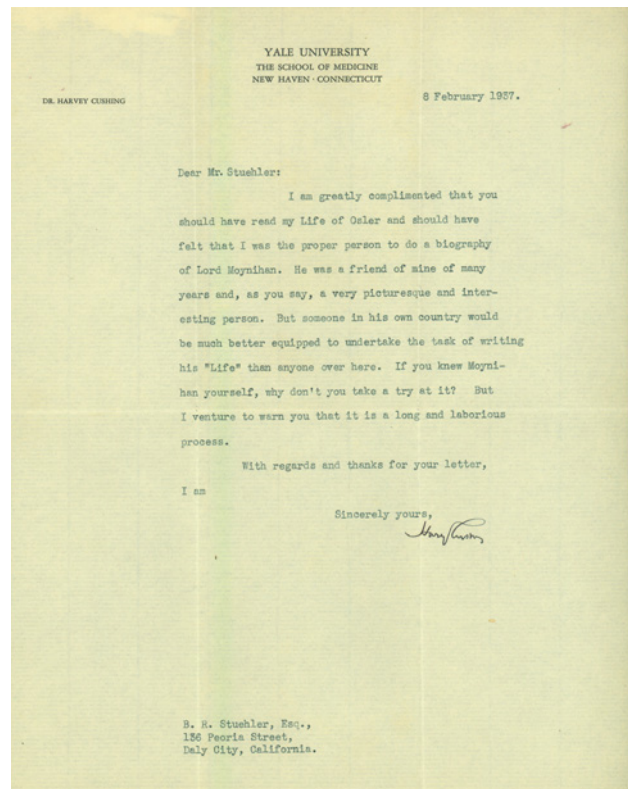 YALE UNIVERSITY
THE SCHOOL OF MEDICINE
NEW HAVEN · CONNECTICUT
DR. HARVEY CUSHING
8 February 1937.
Dear Mr. Stuehler:
I am greatly complimented that you
should have read my Life of Osler and should have
felt that I was the proper person to do a biography
of Lord Moynihan. He was a friend of mine of many
years and, as you say, a very picturesque and inter-
esting person. But someone in his own country would
be much better equipped to undertake the task of writing
his "Life" than anyone over here. If you knew Moyni-
han yourself, why don't you take a try at it? But
I venture to warn you that it is a long and laborious
process.
With regards and thanks for your letter,
I am
Sincerely yours,
Harvey Cushing
B. R. Stuehler, Esq.,
136 Peoria Street,
Daly City, California.